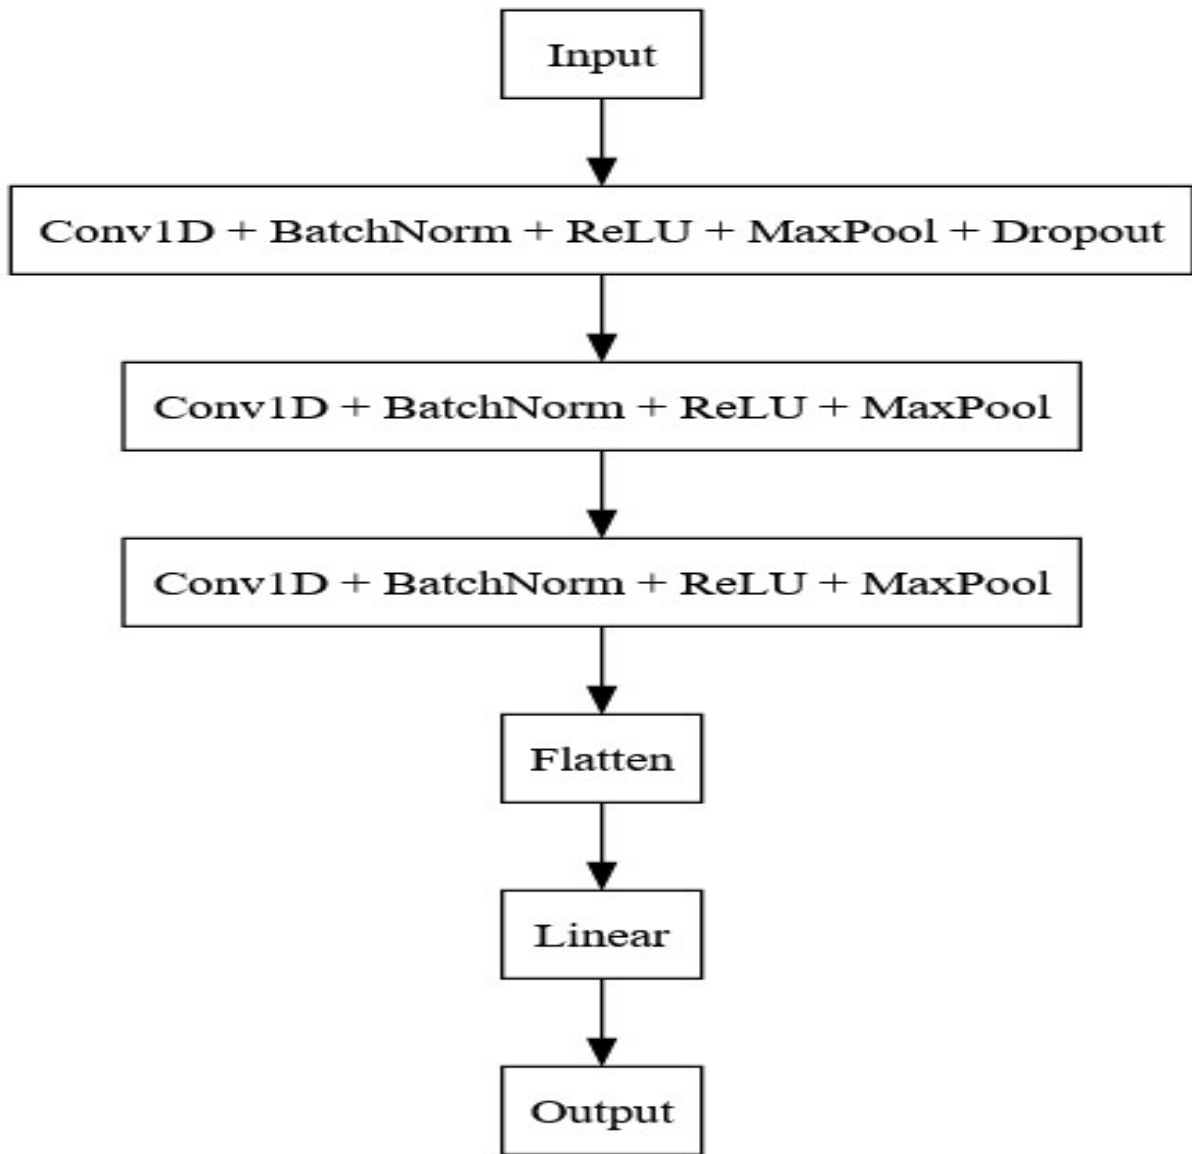 Input
Conv1D + BatchNorm + ReLU + MaxPool + Dropout
Conv1D + BatchNorm + ReLU + MaxPool
Conv1D + BatchNorm + ReLU + MaxPool
Flatten
Linear
Output